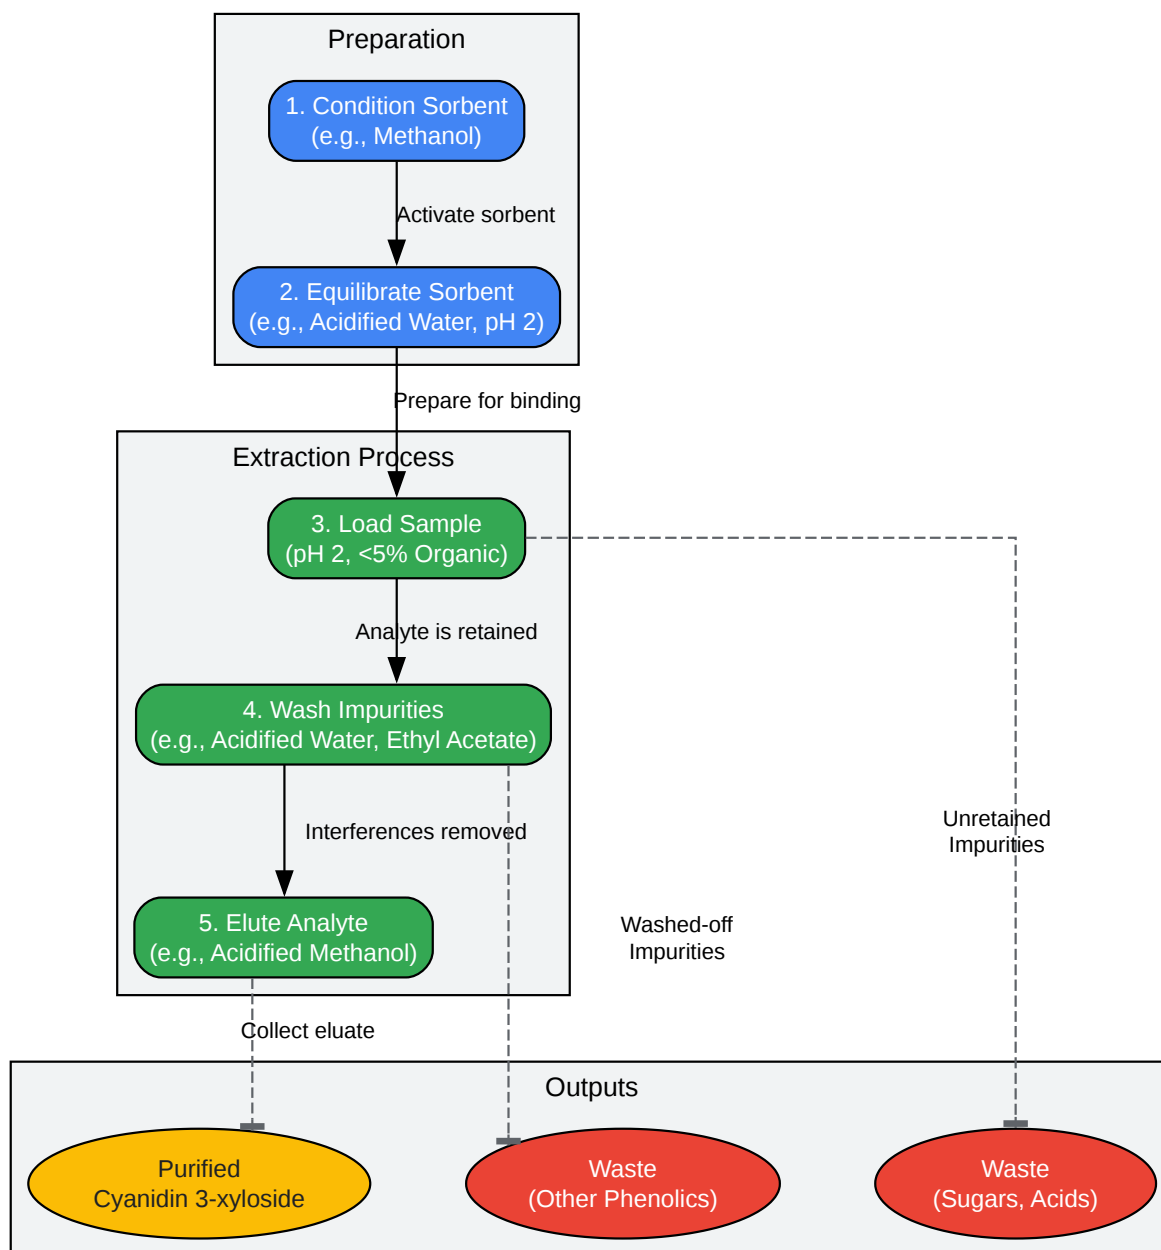 Preparation
1. Condition Sorbent
(e.g., Methanol)
Activate sorbent
2. Equilibrate Sorbent
(e.g., Acidified Water, pH 2)
Prepare for binding
Extraction Process
3. Load Sample
(pH 2, <5% Organic)
Analyte is retained
4. Wash Impurities
(e.g., Acidified Water, Ethyl Acetate)
Interferences removed
Unretained
Impurities
5. Elute Analyte
(e.g., Acidified Methanol)
Washed-off
Impurities
Collect eluate
Outputs
Purified
Cyanidin 3-xyloside
Waste
(Other Phenolics)
Waste
(Sugars, Acids)